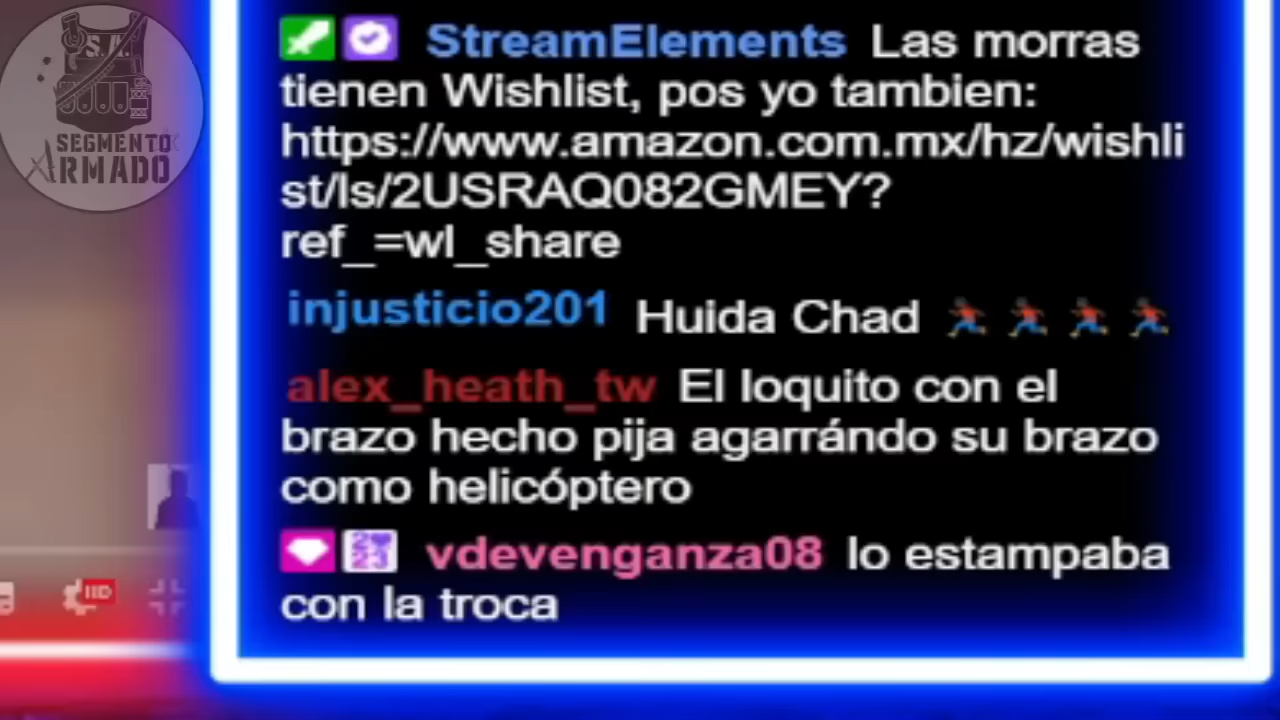 S.A.
SEGMENTO
ARMADO
StreamElements Las morras
tienen Wishlist, pos yo tambien:
https://www.amazon.com.mx/hz/wishli
st/ls/2USRAQ082GMEY?
ref_=wl_share
injusticio201 Huida Chad
alex_heath_tw El loquito con el
brazo hecho pija agarrándo su brazo
como helicóptero
2023 vdevenganza08 lo estampaba
con la troca
HD